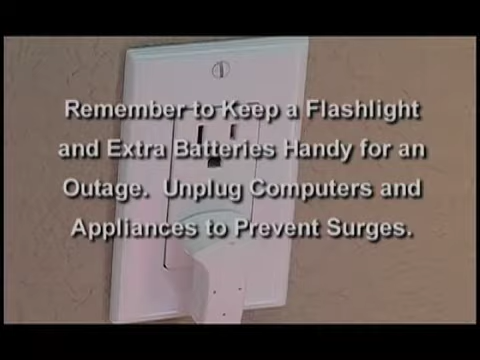 Remember to Keep a Flashlight
and Extra Batteries Handy for an
Outage. Unplug Computers and
Appliances to Prevent Surges.